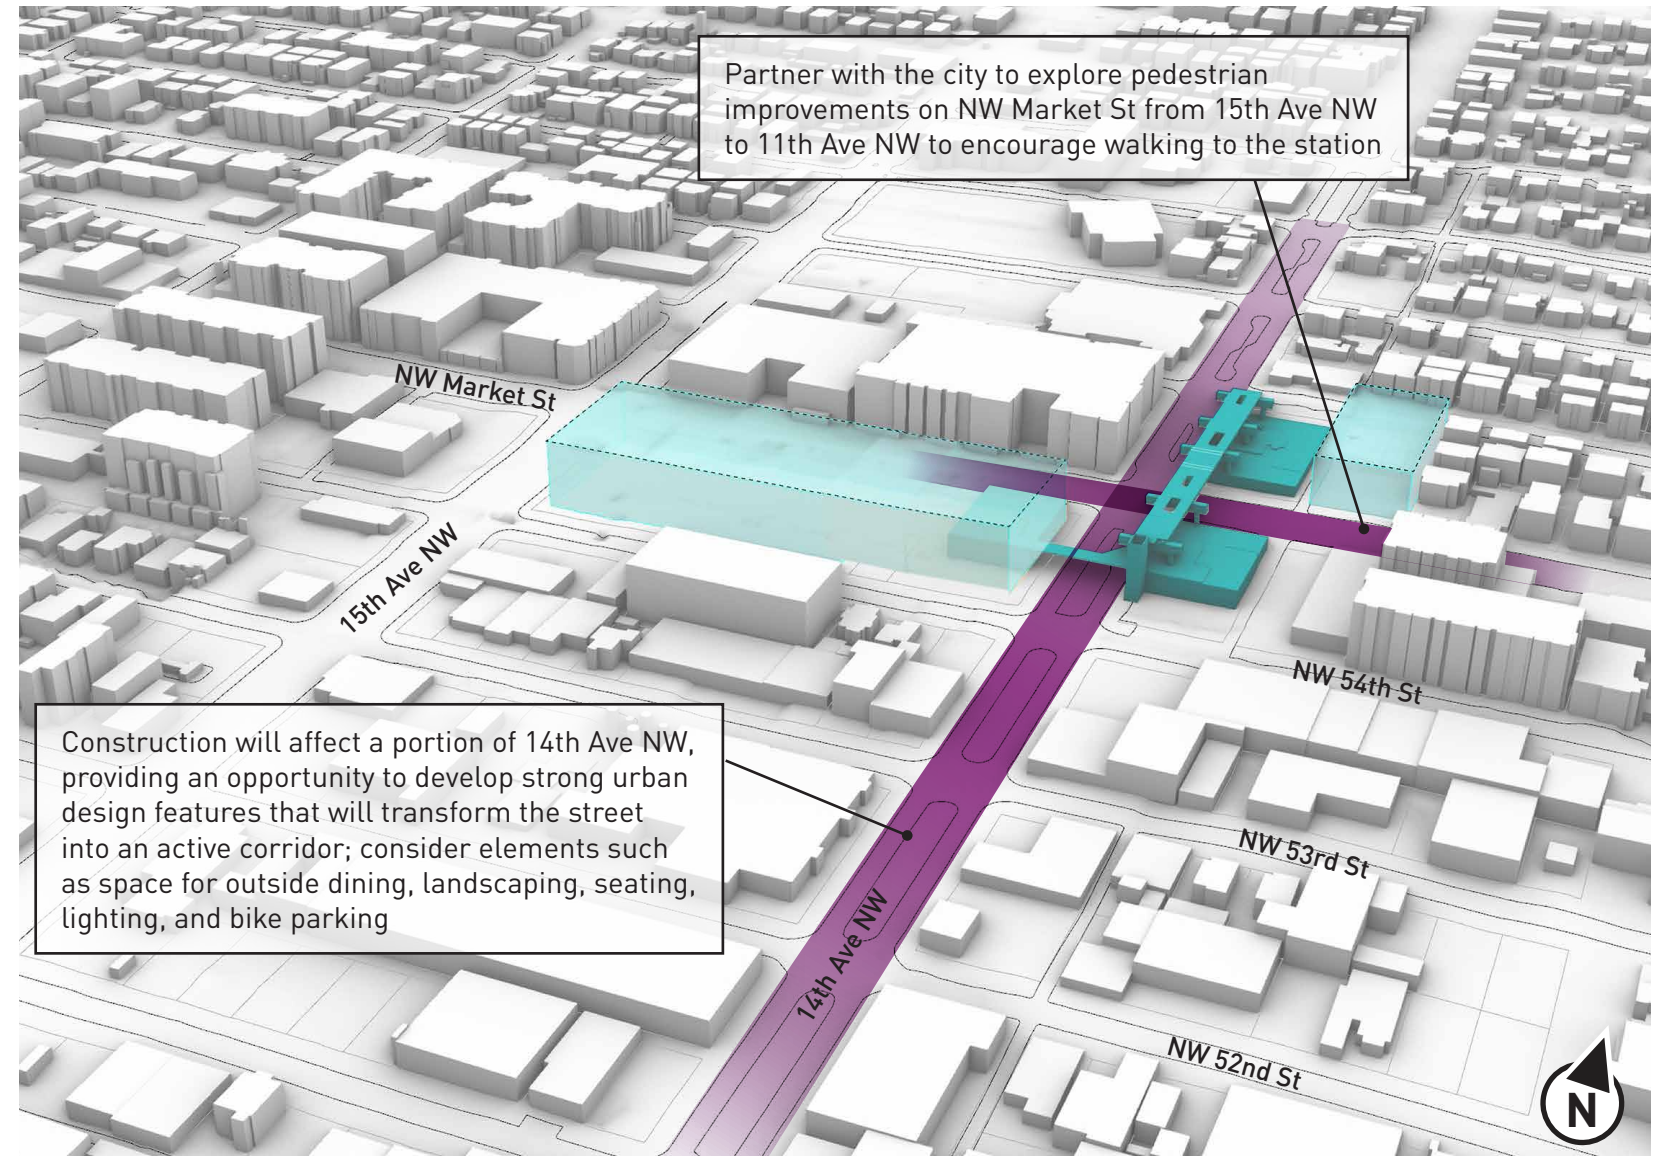 Partner with the city to explore pedestrian
improvements on NW Market St from 15th Ave NW
to 11th Ave NW to encourage walking to the station
NW Market St
15th Ave NW
NW 54th St
Construction will affect a portion of 14th Ave NW,
providing an opportunity to develop strong urban
design features that will transform the street
into an active corridor; consider elements such
as space for outside dining, landscaping, seating,
lighting, and bike parking
NW 53rd St
14th Ave NW
NW 52nd St
N